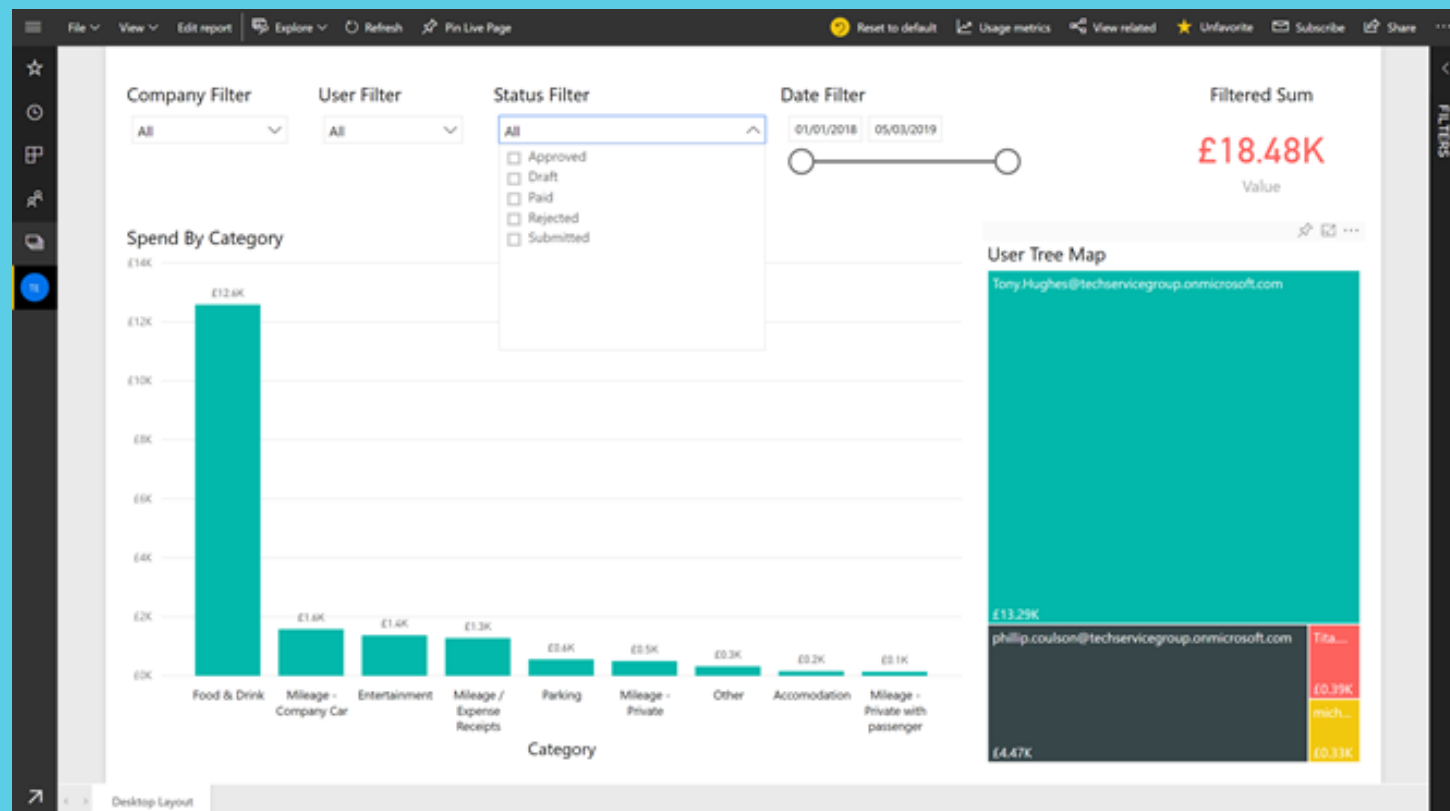 File View Edit report Explore Refresh Pin Live Page Reset to default Usage metrics View related Unfavorite Subscribe Share
FILTERS
Company Filter User Filter Status Filter Date Filter Filtered Sum
All All All 01/01/2018 05/03/2019
Approved
Draft
Paid
Rejected
Submitted
£18.48K
Value
TE
Spend By Category
£14K
£12K
£10K
£8K
£6K
£4K
£2K
£0K
£12.6K
£1.6K
£1.4K
£1.3K
£0.6K
£0.5K
£0.3K
£0.2K
£0.1K
Food & Drink
Mileage -
Company Car
Entertainment
Mileage /
Expense
Receipts
Parking
Mileage -
Private
Other
Accomodation
Mileage -
Private with
passenger
Category
User Tree Map
Tony.Hughes@techservicegroup.onmicrosoft.com
£13.29K
phillip.coulson@techservicegroup.onmicrosoft.com
£4.47K
Tita...
£0.39K
mich...
£0.33K
Desktop Layout